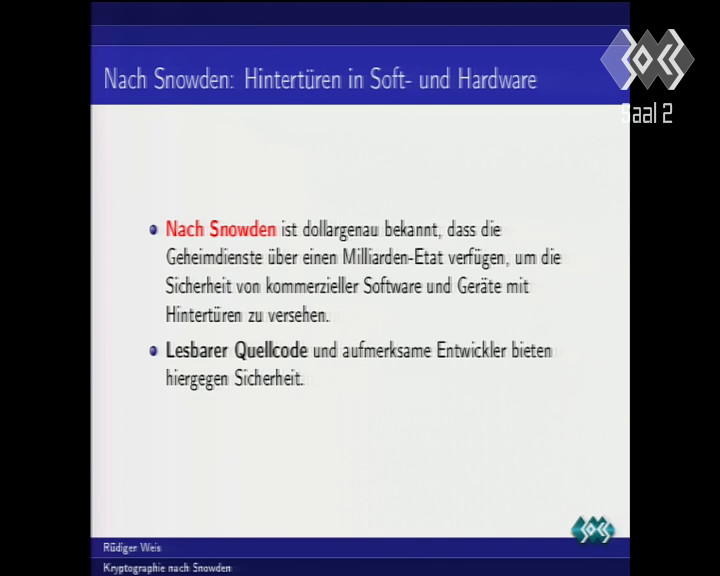 Nach Snowden: Hintertüren in Soft- und Hardware
Saal 2
Nach Snowden ist dollargenau bekannt, dass die
Geheimdienste über einen Milliarden-Etat verfügen, um die
Sicherheit von kommerzieller Software und Geräte mit
Hintertüren zu versehen.
Lesbarer Quellcode und aufmerksame Entwickler bieten
hiergegen Sicherheit.
Rüdiger Weis
Kryptographie nach Snowden